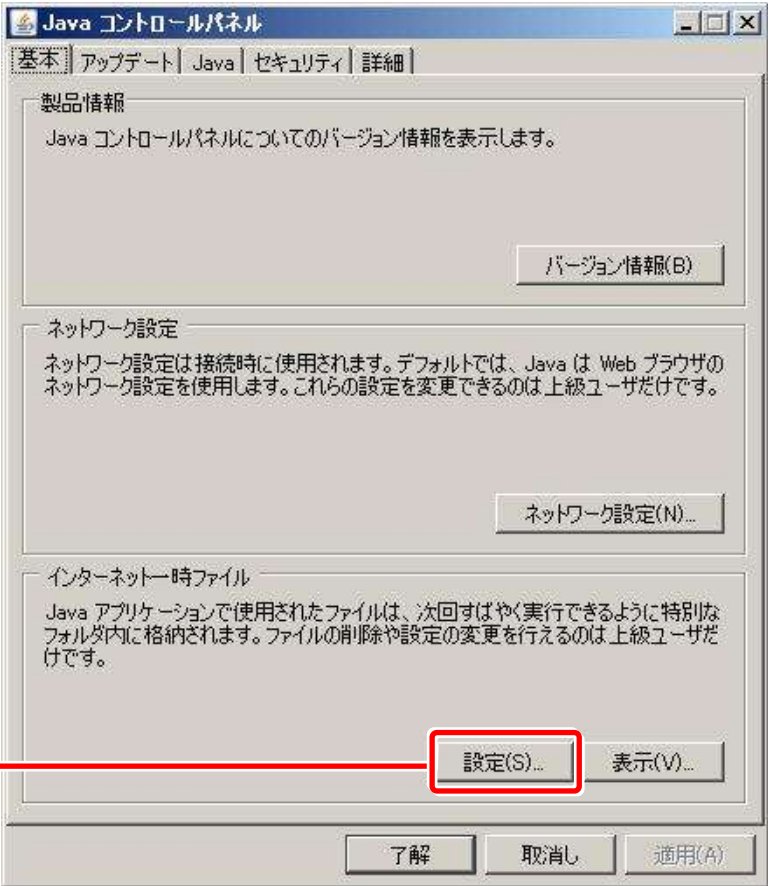 Java コントロールパネル
基本 アップデート Java セキュリティ 詳細
製品情報
Java コントロールパネルについてのバージョン情報を表示します。
バージョン情報(B)
ネットワーク設定
ネットワーク設定は接続時に使用されます。デフォルトでは、Java は Web ブラウザの
ネットワーク設定を使用します。これらの設定を変更できるのは上級ユーザだけです。
ネットワーク設定(N)...
インターネット一時ファイル
Java アプリケーションで使用されたファイルは、次回すばやく実行できるように特別な
フォルダ内に格納されます。ファイルの削除や設定の変更を行えるのは上級ユーザだ
けです。
設定(S)... 表示(V)...
了解 取消し 適用(A)